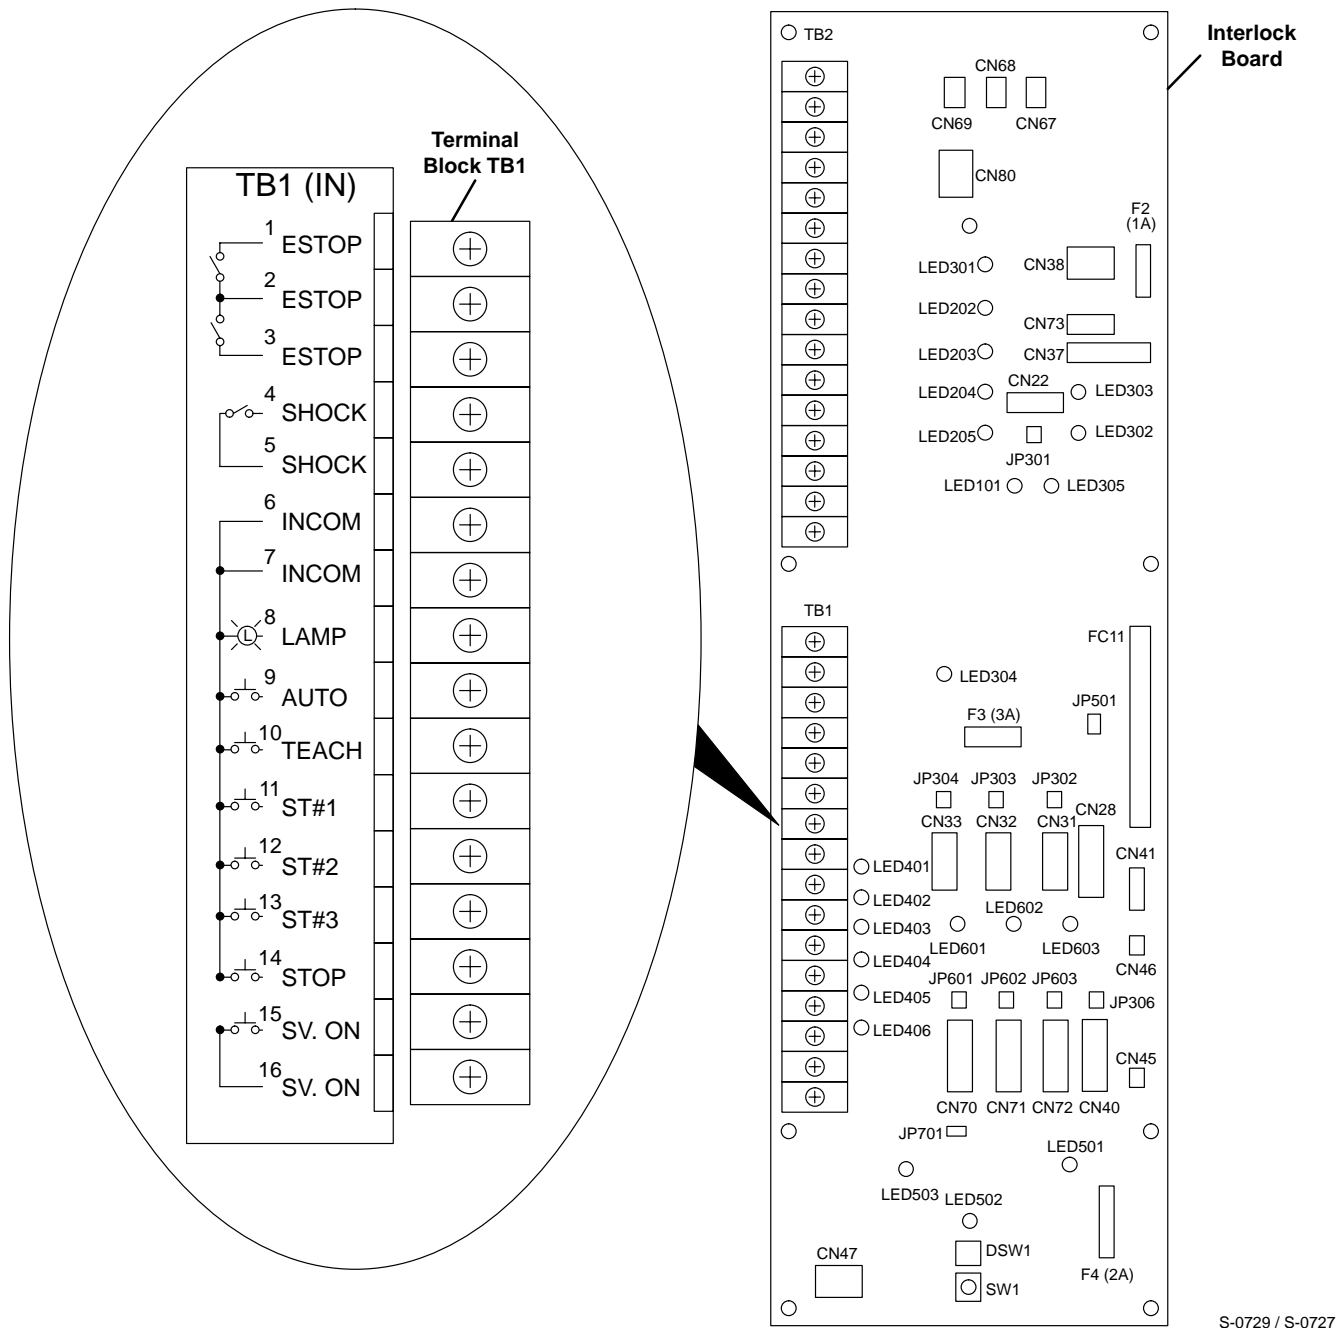 Terminal
Block TB1
TB1 (IN)
1 ESTOP
2 ESTOP
3 ESTOP
4 SHOCK
5 SHOCK
6 INCOM
7 INCOM
L 8 LAMP
9 AUTO
10 TEACH
11 ST#1
12 ST#2
13 ST#3
14 STOP
15 SV. ON
16 SV. ON
Interlock
Board
TB2
CN68
CN69
CN67
CN80
F2
(1A)
LED301
CN38
LED202
CN73
LED203
CN37
CN22
LED204
LED303
LED205
LED302
JP301
LED101
LED305
TB1
FC11
LED304
JP501
F3 (3A)
JP304
JP303
JP302
CN28
CN33
CN32
CN31
CN41
LED401
LED402
LED602
LED403
LED601
LED603
LED404
CN46
JP601
JP602
JP603
LED405
JP306
LED406
CN45
CN70
CN71
CN72
CN40
JP701
LED501
LED503
LED502
CN47
DSW1
F4 (2A)
SW1
S-0729 / S-0727